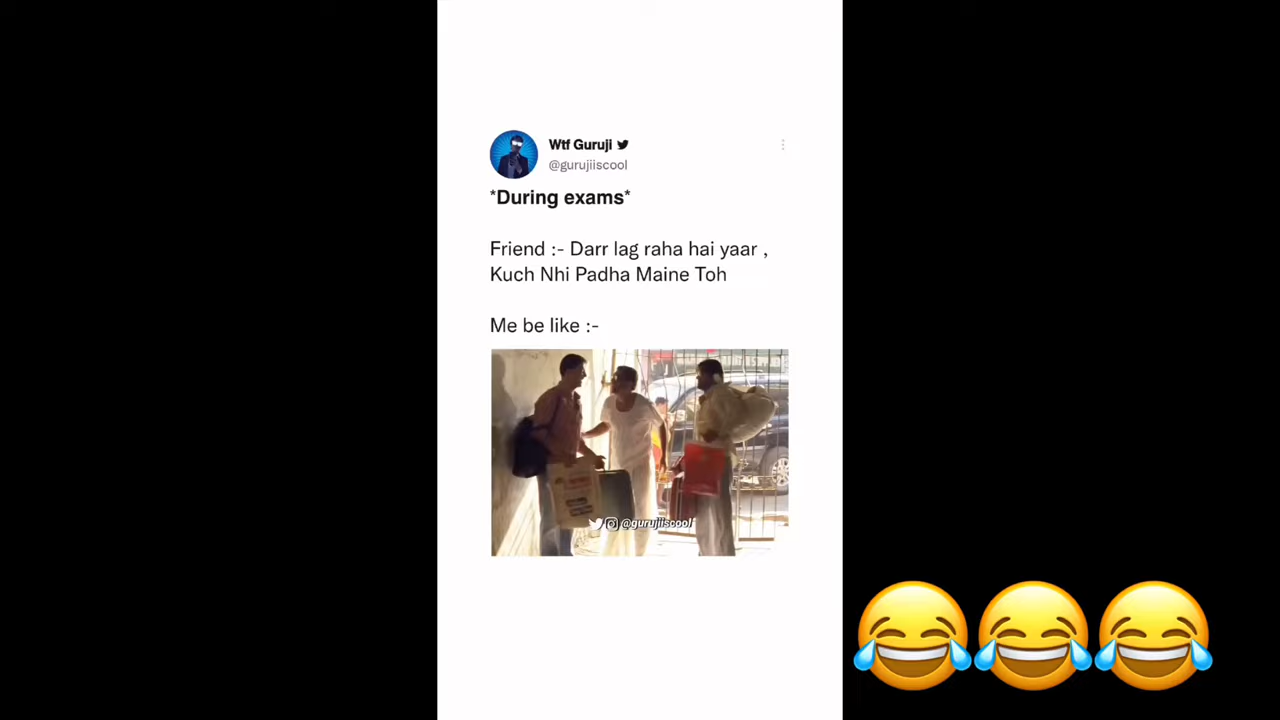 Wtf Guruji
@gurujiiscool
*During exams*
Friend :- Darr lag raha hai yaar ,
Kuch Nhi Padha Maine Toh
Me be like :-
@gurujiiscool